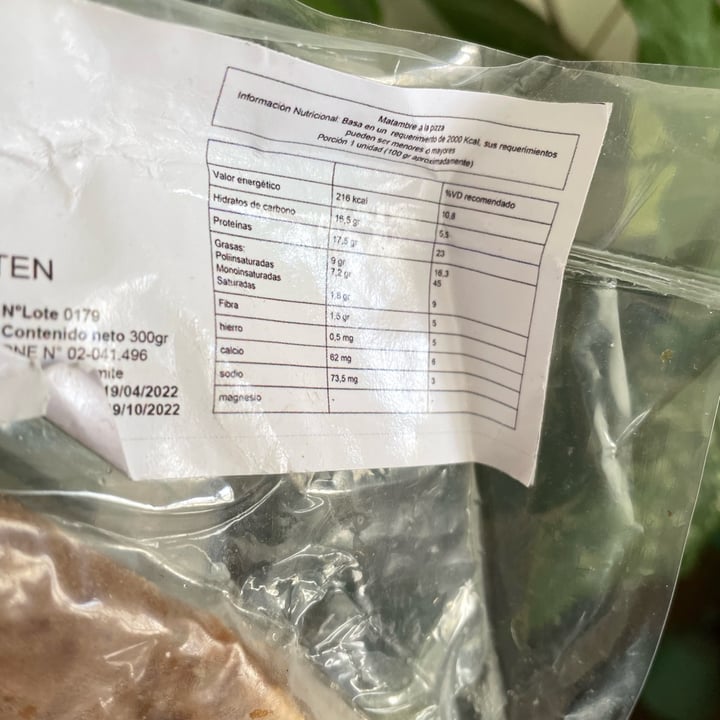 Matambre a la pizza
Información Nutricional: Basa en un requerimiento de 2000 Kcal, sus requerimientos
pueden ser menores o mayores
Porción 1 unidad (100 gr aproximadamente)
%VD recomendado
Valor energético 216 kcal 10,8
Hidratos de carbono 16,5 gr 5,5
Proteinas 17,5 gr 23
Grasas: 9 gr 16,3
Poliinsaturadas 7,2 gr 45
Monoinsaturadas
Saturadas 1,8 gr 9
Fibra 1,5 gr 5
hierro 0,5 mg 5
calcio 62 mg 6
sodio 73,5 mg 3
magnesio - -
TEN
N°Lote 0179
Contenido neto 300gr
NE N° 02-041.496
mite
19/04/2022
9/10/2022